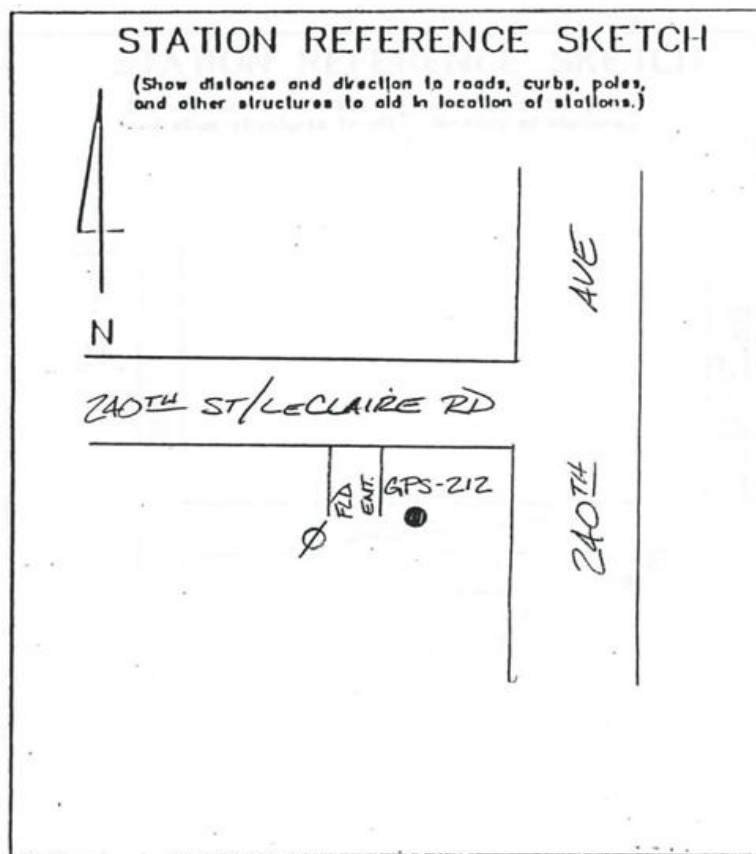 STATION REFERENCE SKETCH
(Show distance and direction to roads, curbs, poles,
and other structures to aid in location of stations.)
N
AVE
240TH ST/LECLAIRE RD
FLD
ENT.
GPS-212
240TH